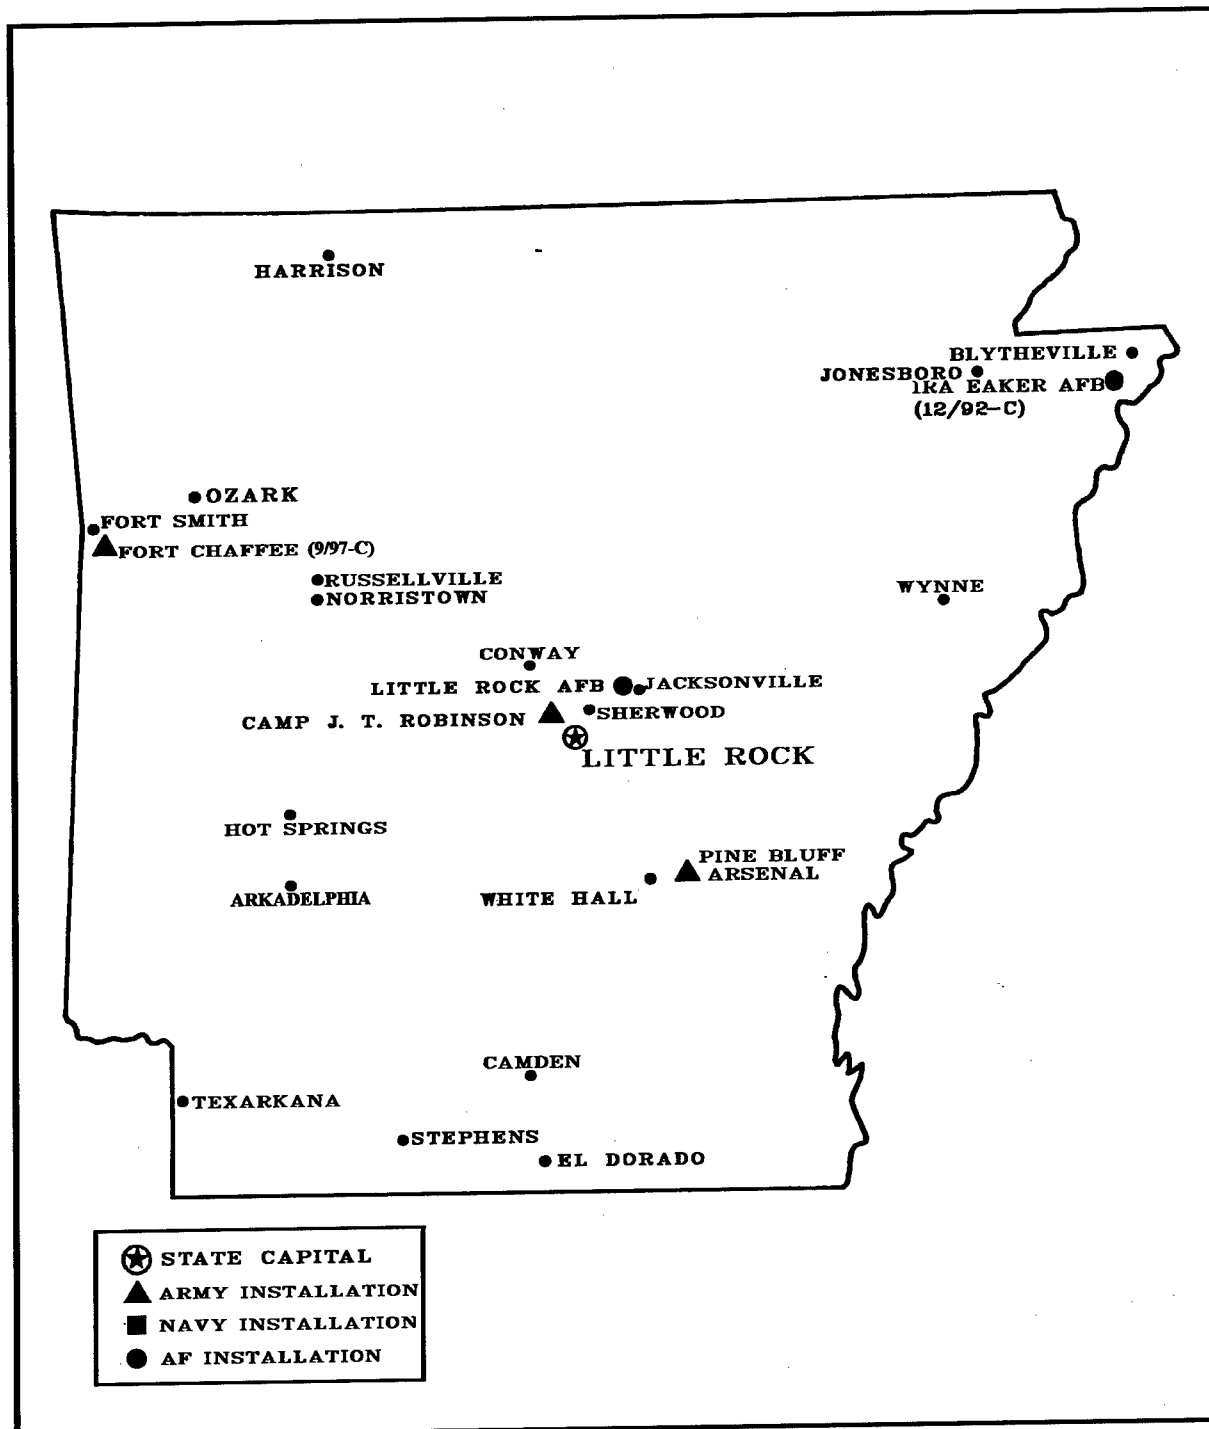 HARRISON
BLYTHEVILLE
JONESBORO
IRA EAKER AFB
(12/92-C)
OZARK
FORT SMITH
FORT CHAFFEE (9/97-C)
RUSSELLVILLE
NORRISTOWN
WYNNE
CONWAY
LITTLE ROCK AFB
JACKSONVILLE
CAMP J. T. ROBINSON
SHERWOOD
LITTLE ROCK
HOT SPRINGS
PINE BLUFF
ARSENAL
ARKADELPHIA
WHITE HALL
CAMDEN
TEXARKANA
STEPHENS
EL DORADO
STATE CAPITAL
ARMY INSTALLATION
NAVY INSTALLATION
AF INSTALLATION